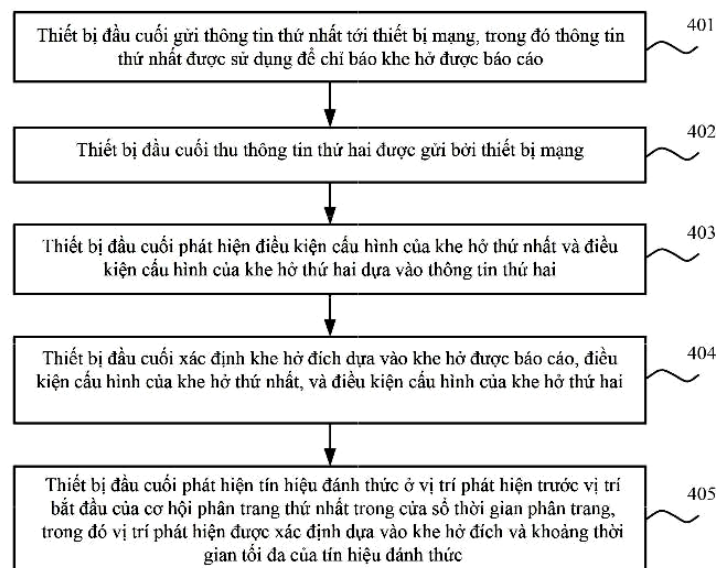 Thiết bị đầu cuối gửi thông tin thứ nhất tới thiết bị mạng, trong đó thông tin
thứ nhất được sử dụng để chỉ báo khe hở được báo cáo
401
Thiết bị đầu cuối thu thông tin thứ hai được gửi bởi thiết bị mạng
402
Thiết bị đầu cuối phát hiện điều kiện cấu hình của khe hở thứ nhất và điều
kiện cấu hình của khe hở thứ hai dựa vào thông tin thứ hai
403
Thiết bị đầu cuối xác định khe hở đích dựa vào khe hở được báo cáo, điều
kiện cấu hình của khe hở thứ nhất, và điều kiện cấu hình của khe hở thứ hai
404
Thiết bị đầu cuối phát hiện tín hiệu đánh thức ở vị trí phát hiện trước vị trí
bắt đầu của cơ hội phân trang thứ nhất trong cửa sổ thời gian phân trang,
trong đó vị trí phát hiện được xác định dựa vào khe hở đích và khoảng thời
gian tối đa của tín hiệu đánh thức
405